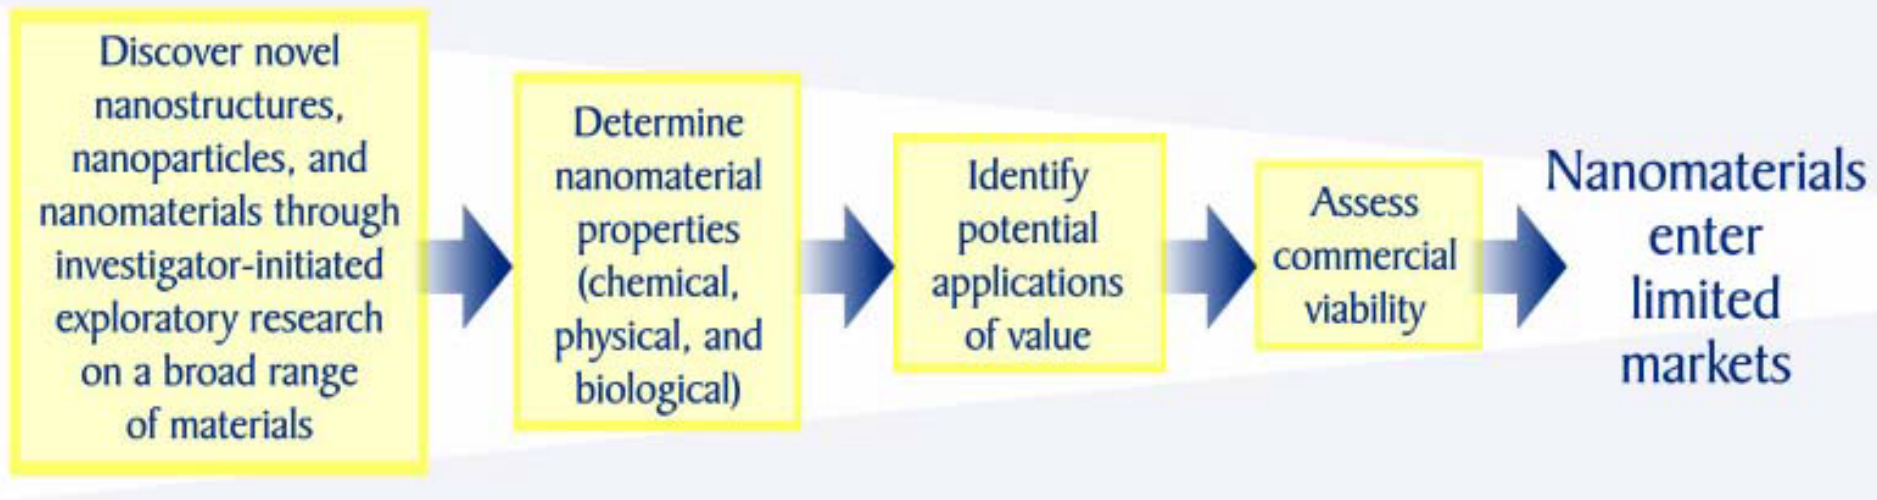 Discover novel
nanostructures,
nanoparticles, and
nanomaterials through
investigator-initiated
exploratory research
on a broad range
of materials
Determine
nanomaterial
properties
(chemical,
physical, and
biological)
Identify
potential
applications
of value
Assess
commercial
viability
Nanomaterials
enter
limited
markets